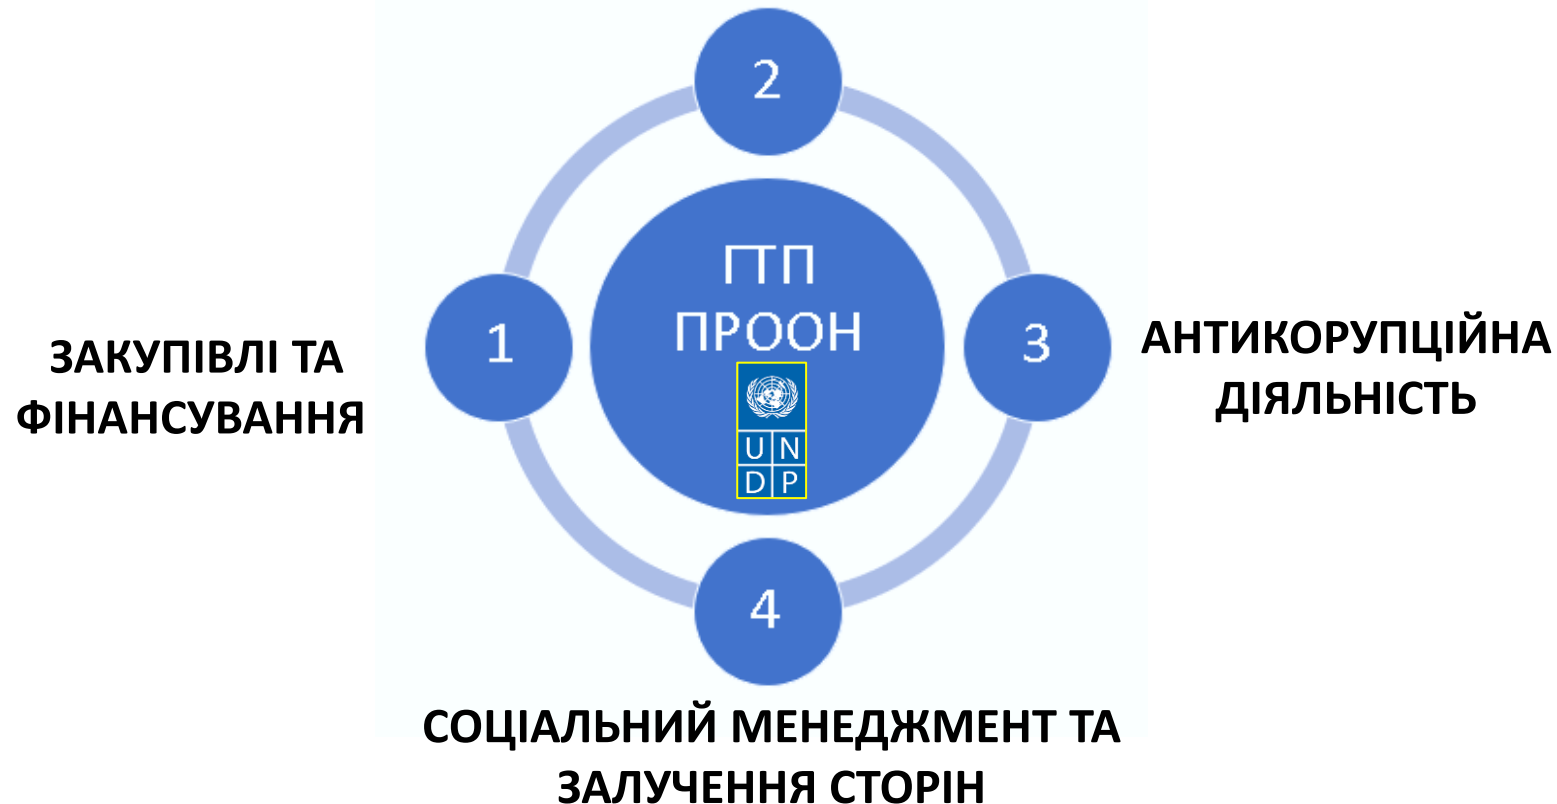 2
ГТП
ПРООН
U N
D P
1
ЗАКУПІВЛІ ТА
ФІНАНСУВАННЯ
3
АНТИКОРУПЦІЙНА
ДІЯЛЬНІСТЬ
4
СОЦІАЛЬНИЙ МЕНЕДЖМЕНТ ТА
ЗАЛУЧЕННЯ СТОРІН